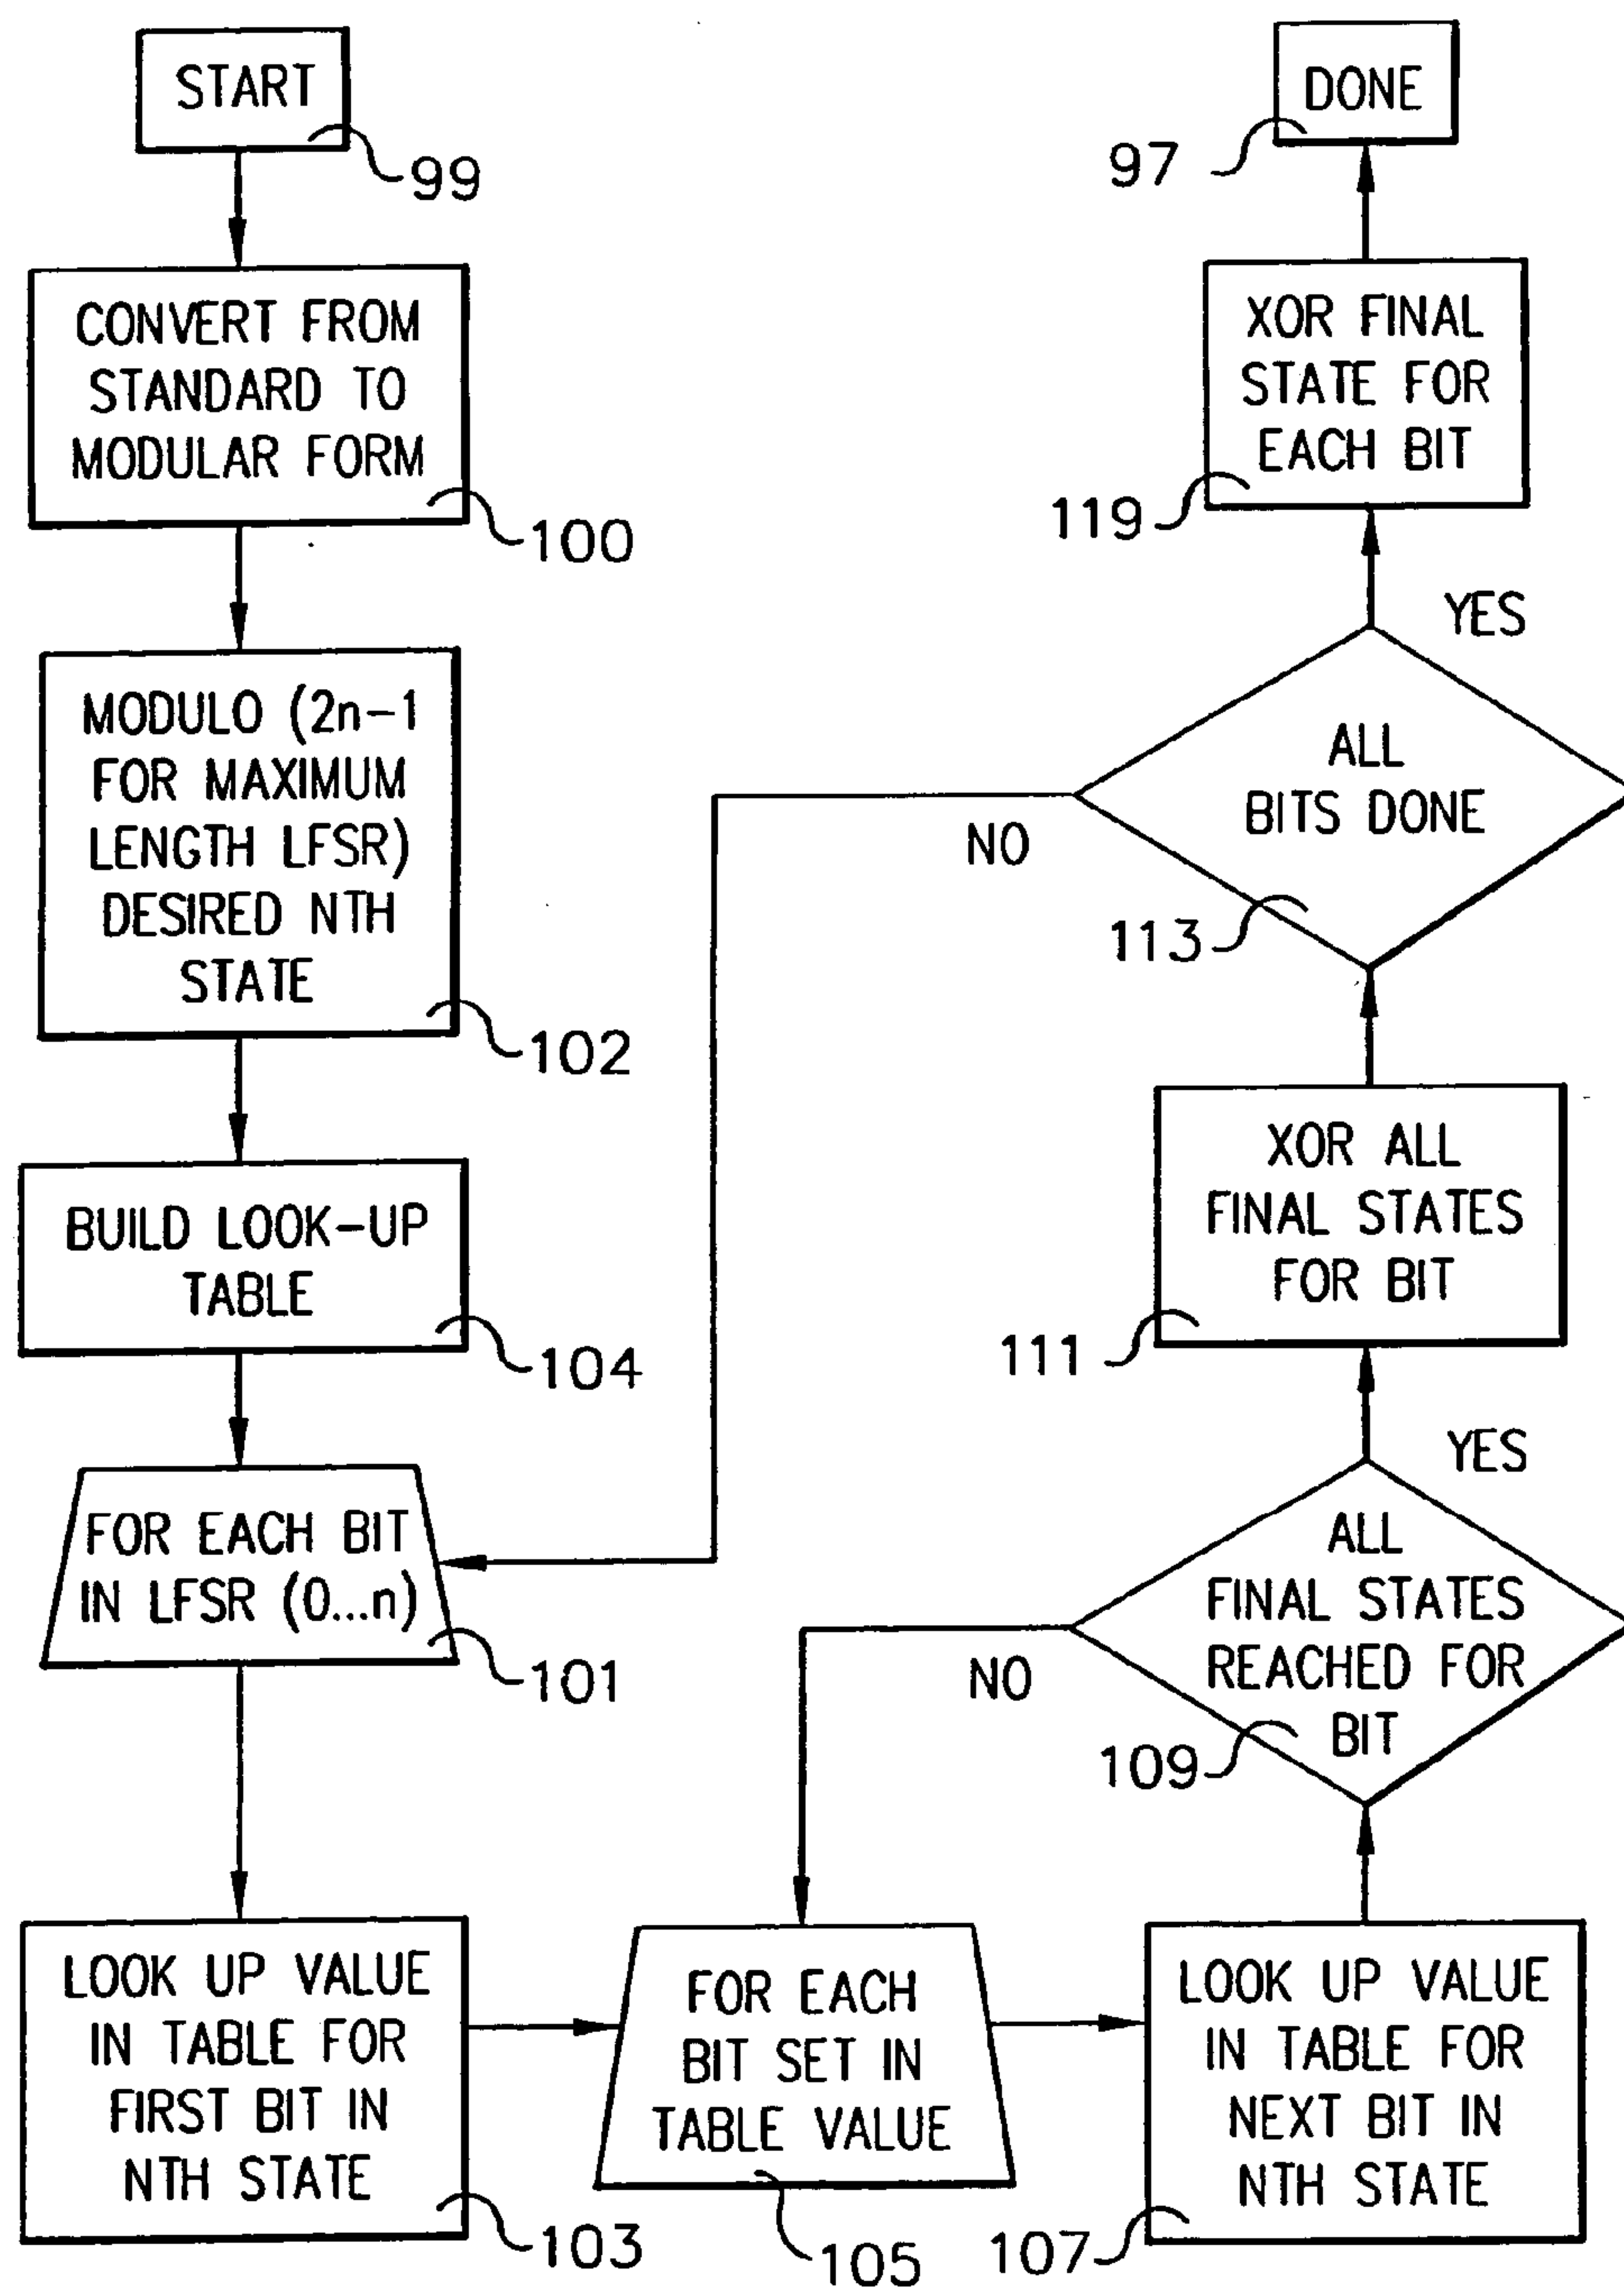 START
99
CONVERT FROM
STANDARD TO
MODULAR FORM
100
MODULO (2n-1
FOR MAXIMUM
LENGTH LFSR)
DESIRED NTH
STATE
102
BUILD LOOK-UP
TABLE
104
FOR EACH BIT
IN LFSR (0...n)
101
LOOK UP VALUE
IN TABLE FOR
FIRST BIT IN
NTH STATE
103
FOR EACH
BIT SET IN
TABLE VALUE
105
LOOK UP VALUE
IN TABLE FOR
NEXT BIT IN
NTH STATE
107
ALL
FINAL STATES
REACHED FOR
BIT
109
NO
YES
XOR ALL
FINAL STATES
FOR BIT
111
ALL
BITS DONE
113
NO
YES
XOR FINAL
STATE FOR
EACH BIT
119
DONE
97